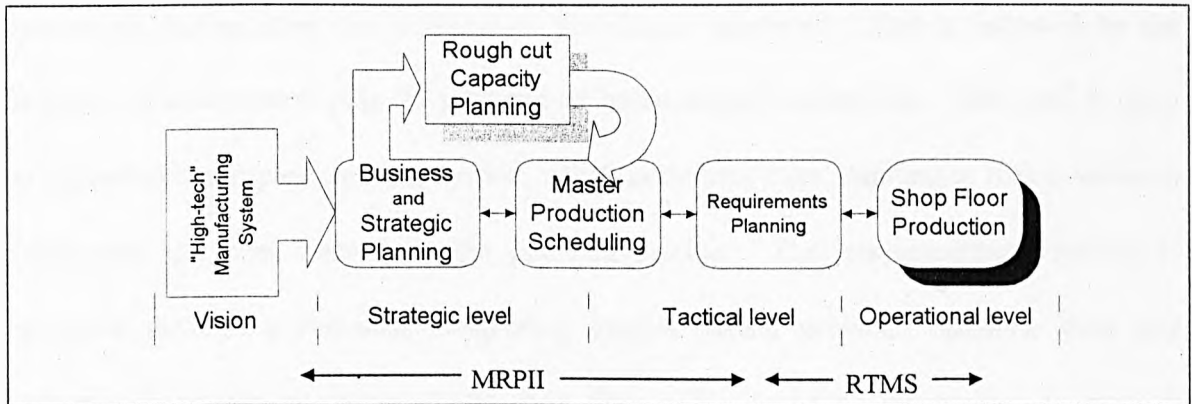 Rough cut
Capacity
Planning
"High-tech"
Manufacturing
System
Business
and
Strategic
Planning
Master
Production
Scheduling
Requirements
Planning
Shop Floor
Production
Vision
Strategic level
Tactical level
Operational level
MRPII
RTMS